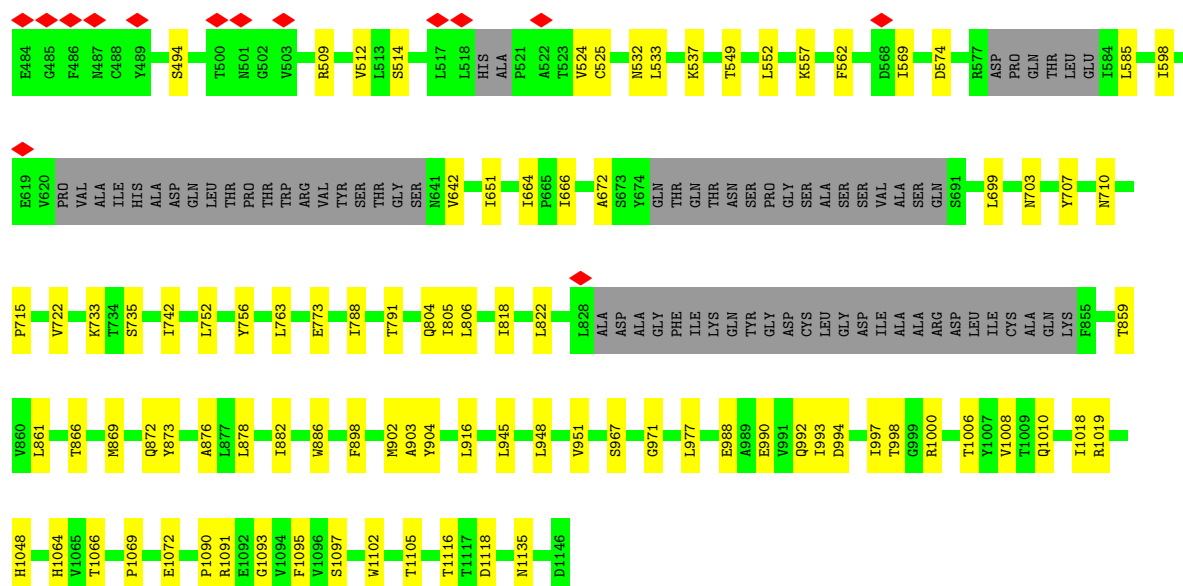 E484 G485 F486 N487 C488 Y489 S494 T500 N501 G502 V503 R509 V512 L513 S514 L517 L518 HIS ALA P521 A522 T523 V524 C525 N532 L533 K537 T549 L552 K557 F562 D568 I569 D574 R577 ASP PRO GLN THR LEU GLU I584 L585 I598
E619 V620 PRO VAL ALA ILE HIS ALA ASP GLN LEU THR PRO THR TRP ARG VAL TYR SER THR GLY SER N641 V642 I651 I664 P665 I666 A672 S673 Y674 GLN THR GLN THR ASN SER PRO GLY SER ALA SER SER VAL ALA SER GLN S691 L699 N703 Y707 N710
P715 V722 K733 T734 S735 I742 L752 Y756 L763 E773 I788 T791 Q804 I805 L806 I818 L822 L828 ALA ASP ALA GLY PHE ILE LYS GLN TYR GLY ASP CYS LEU GLY ASP ILE ALA ALA ARG ASP LEU ILE CYS ALA GLN LYS F855 T859
V860 L861 T866 M869 Q872 Y873 A876 L877 L878 I882 W886 F898 M902 A903 Y904 L916 L945 L948 V951 S967 G971 L977 E988 A989 E990 V991 Q992 I993 D994 I997 T998 G999 R1000 T1006 Y1007 V1008 T1009 Q1010 I1018 R1019
H1048 H1064 V1065 T1066 P1069 E1072 P1090 R1091 E1092 G1093 V1094 F1095 V1096 S1097 W1102 T1105 T1116 T1117 D1118 N1135 D1146